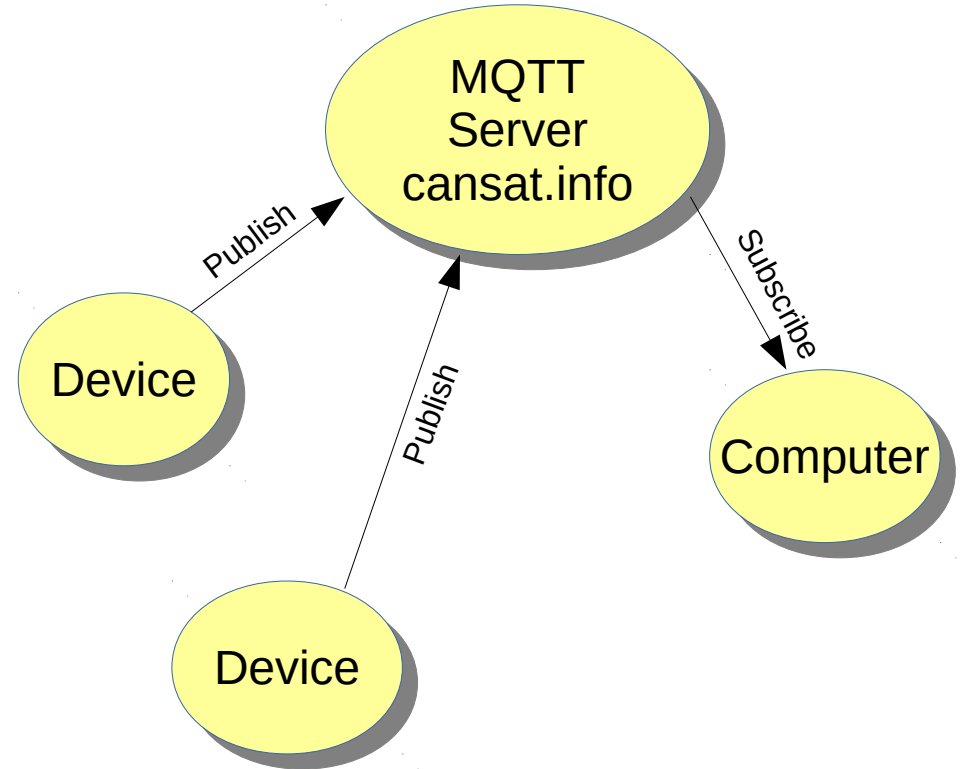 MQTT
Server
cansat.info
Publish
Subscribe
Device
Publish
Computer
Device